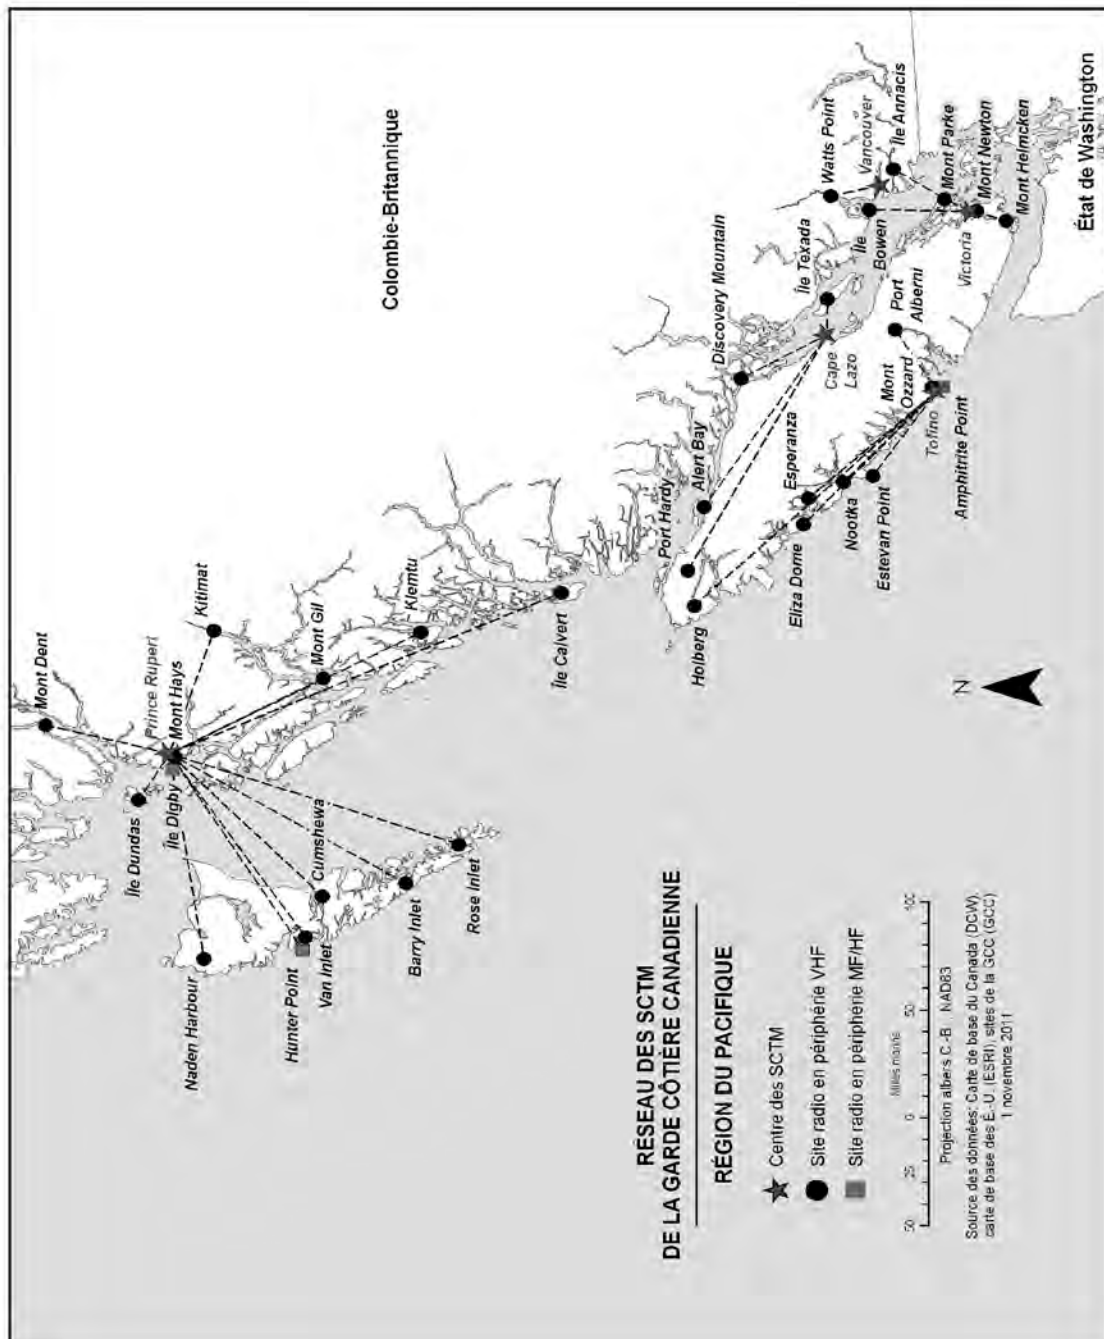 Colombie-Britannique
État de Washington
Mont Dent
Kitimat
Prince Rupert
Mont Hays
Île Dundas
Île Digby
Mont Gil
Klemtu
Île Calvert
Naden Harbour
Hunter Point
Van Inlet
Cumshewa
Barry Inlet
Rose Inlet
Port Hardy
Alert Bay
Discovery Mountain
Île Texada
Cape
Lazo
Holberg
Eliza Dome
Esperanza
Nootka
Estevan Point
Mont
Ozzard
Tofino
Amphitrite Point
Port
Alberni
Watts Point
Vancouver
Île Annacis
Île
Bowen
Mont Parke
Mont Newton
Mont Helmcken
Victoria
N
RÉSEAU DES SCTM
DE LA GARDE CÔTIÈRE CANADIENNE
RÉGION DU PACIFIQUE
Centre des SCTM
Site radio en périphérie VHF
Site radio en périphérie MF/HF
Milles marins
50 25 0 50 100
Projection albers C.-B NAD83
Source des données: Carte de base du Canada (DCW),
carte de base des É.-U. (ESRI), sites de la GCC (GCC)
1 novembre 2011